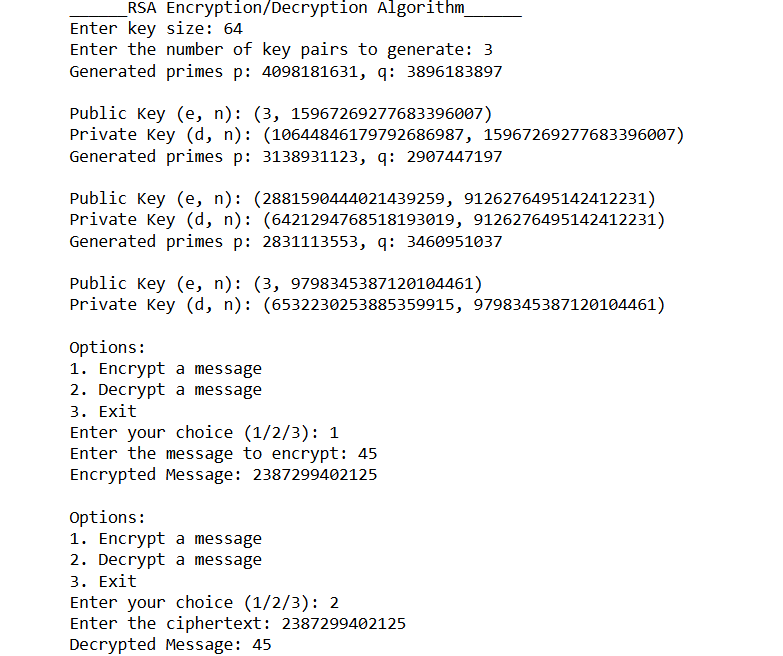 ______RSA Encryption/Decryption Algorithm______
Enter key size: 64
Enter the number of key pairs to generate: 3
Generated primes p: 4098181631, q: 3896183897
Public Key (e, n): (3, 15967269277683396007)
Private Key (d, n): (10644846179792686987, 15967269277683396007)
Generated primes p: 3138931123, q: 2907447197
Public Key (e, n): (2881590444021439259, 9126276495142412231)
Private Key (d, n): (6421294768518193019, 9126276495142412231)
Generated primes p: 2831113553, q: 3460951037
Public Key (e, n): (3, 9798345387120104461)
Private Key (d, n): (6532230253885359915, 9798345387120104461)
Options:
1. Encrypt a message
2. Decrypt a message
3. Exit
Enter your choice (1/2/3): 1
Enter the message to encrypt: 45
Encrypted Message: 2387299402125
Options:
1. Encrypt a message
2. Decrypt a message
3. Exit
Enter your choice (1/2/3): 2
Enter the ciphertext: 2387299402125
Decrypted Message: 45